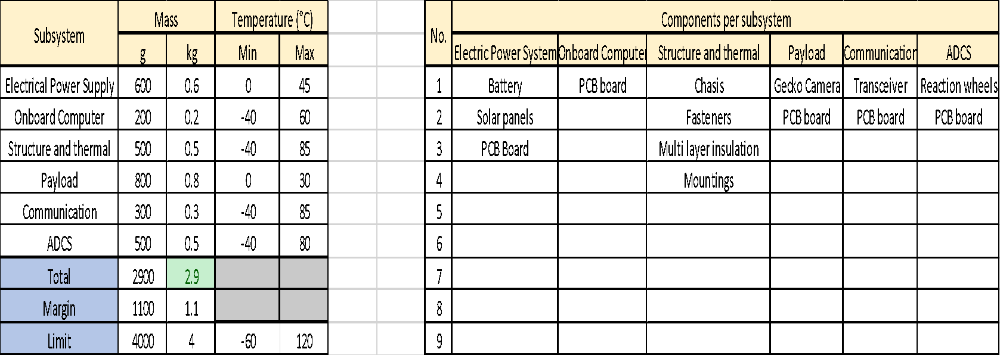 Subsystem Mass Temperature (°C)
g kg Min Max
Electrical Power Supply 600 0.6 0 45
Onboard Computer 200 0.2 -40 60
Structure and thermal 500 0.5 -40 85
Payload 800 0.8 0 30
Communication 300 0.3 -40 85
ADCS 500 0.5 -40 80
Total 2900 2.9
Margin 1100 1.1
Limit 4000 4 -60 120
No. Components per subsystem
Electric Power System Onboard Computer Structure and thermal Payload Communication ADCS
1 Battery PCB board Chasis Gecko Camera Transceiver Reaction wheels
2 Solar panels Fasteners PCB board PCB board PCB board
3 PCB Board Multi layer insulation
4 Mountings
5
6
7
8
9